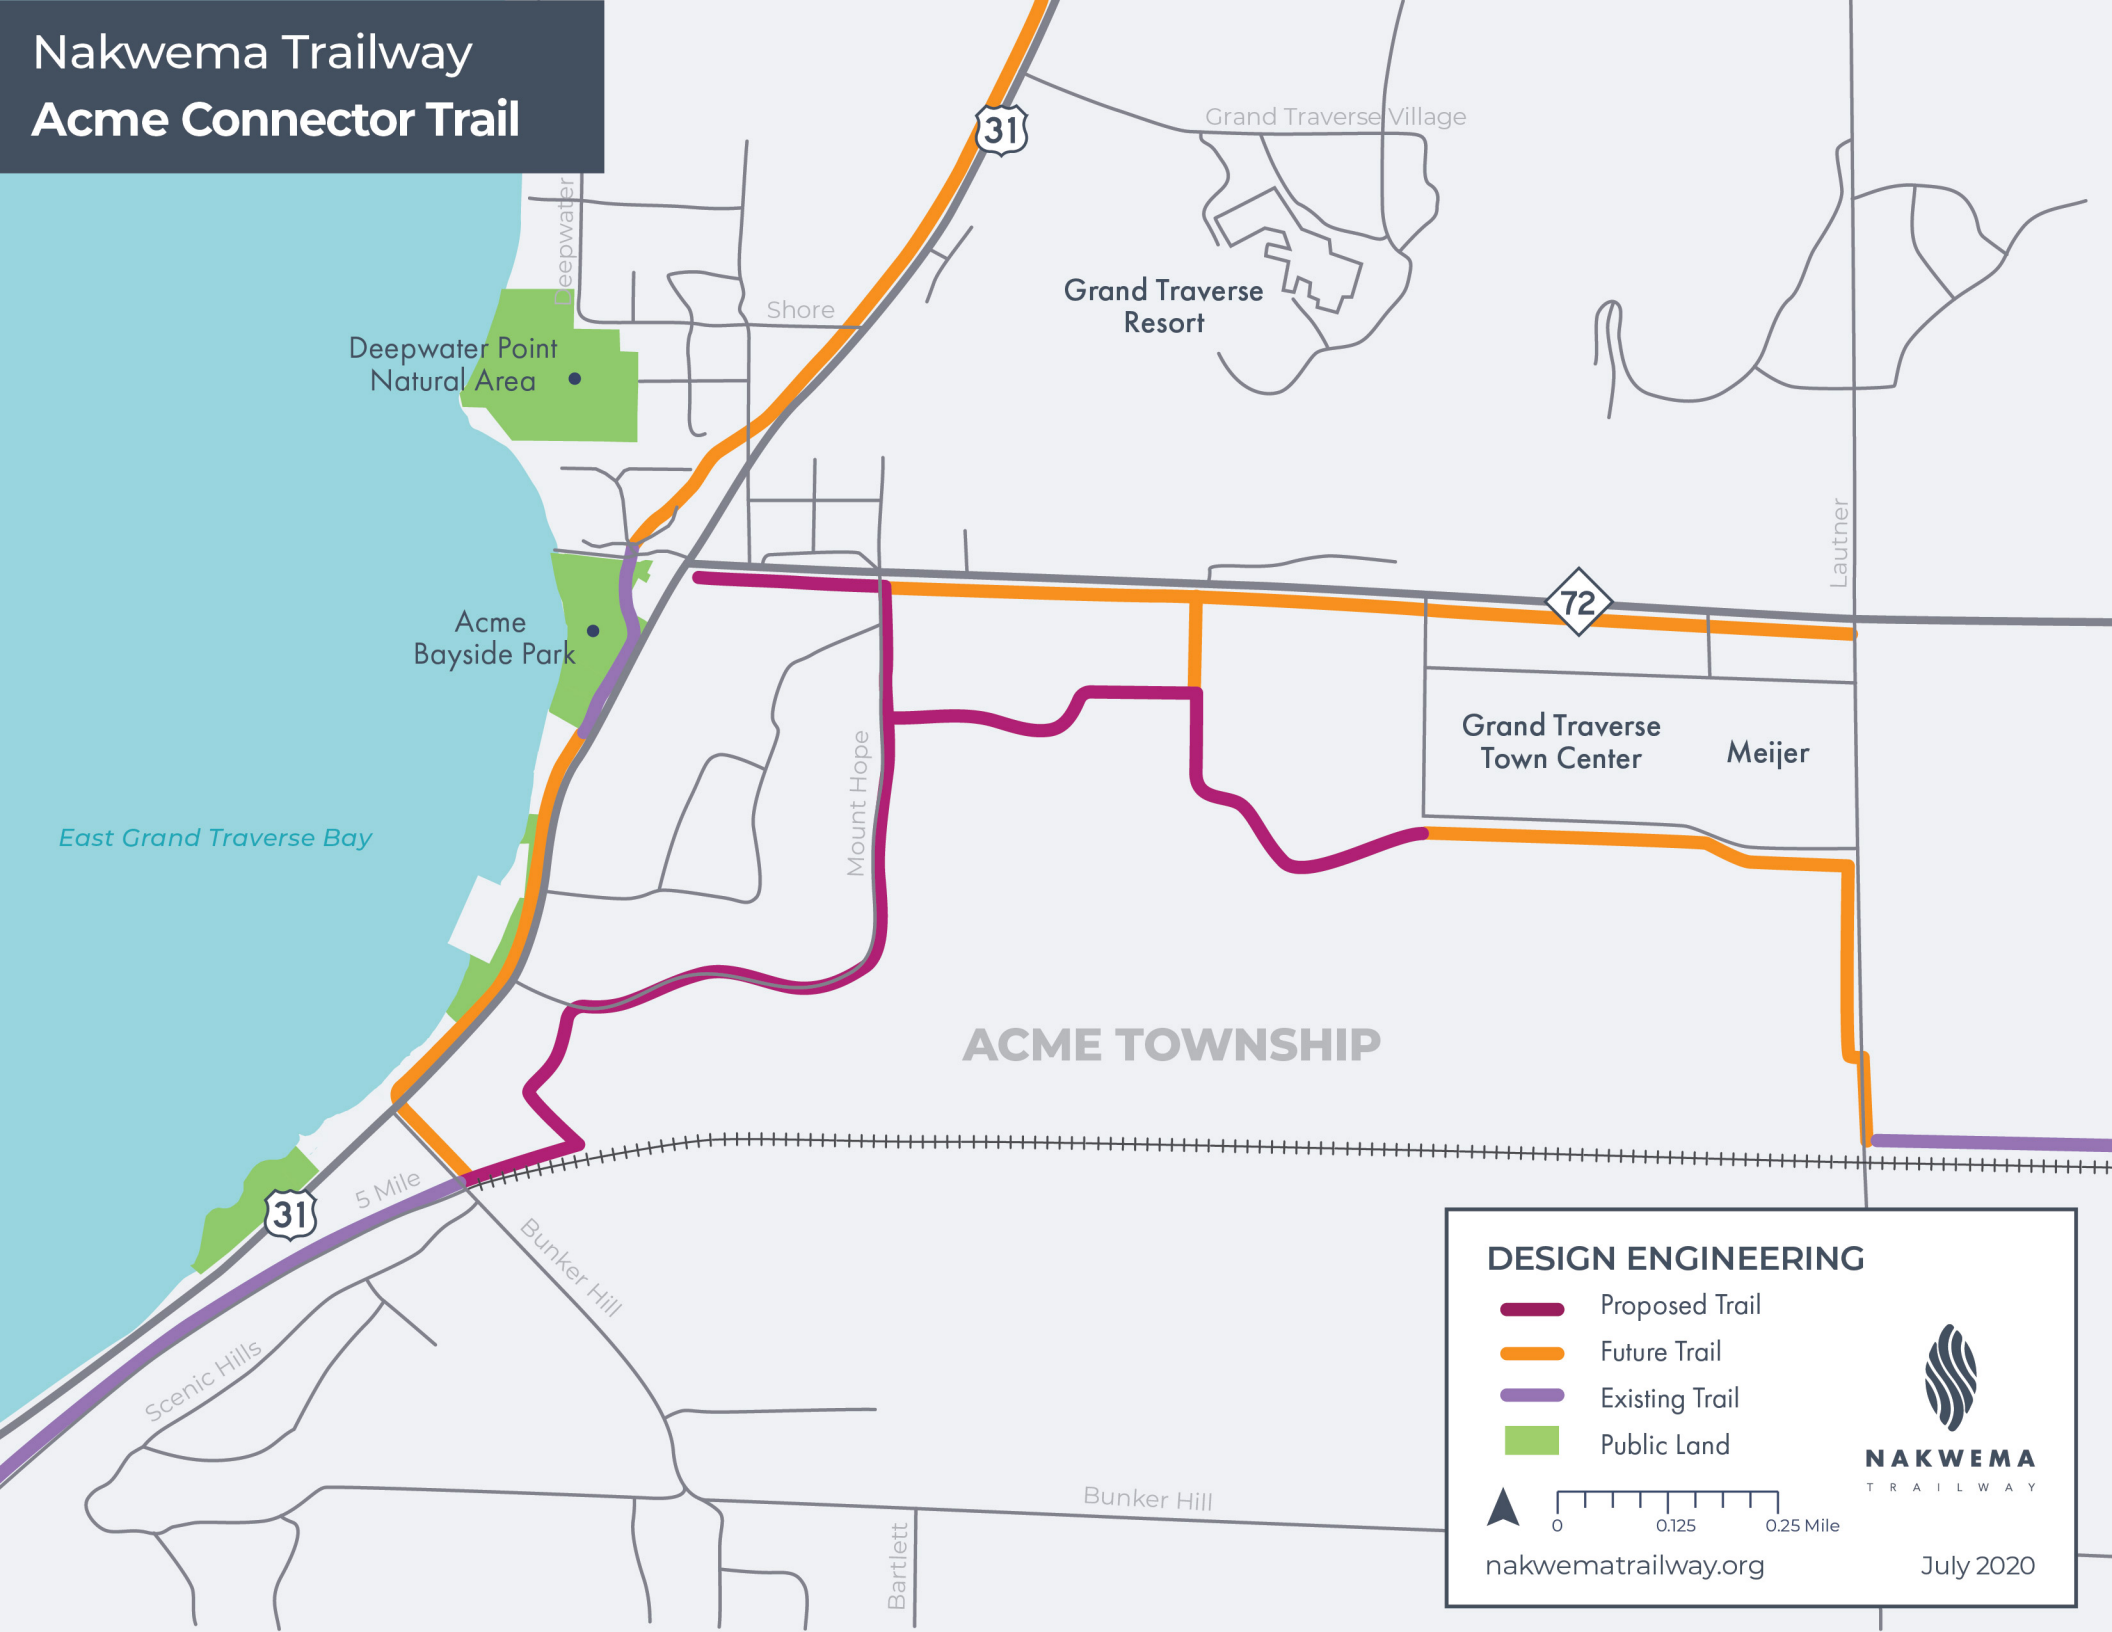 Nakwema Trailway
Acme Connector Trail
31
Grand Traverse Village
Deepwater
Shore
Grand Traverse
Resort
Deepwater Point
Natural Area
Lautner
72
Acme
Bayside Park
Grand Traverse
Town Center
Meijer
Mount Hope
East Grand Traverse Bay
ACME TOWNSHIP
5 Mile
31
Bunker Hill
Scenic Hills
Bunker Hill
Bartlett
DESIGN ENGINEERING
Proposed Trail
Future Trail
Existing Trail
Public Land
NAKWEMA
TRAILWAY
0 0.125 0.25 Mile
nakwematrailway.org July 2020